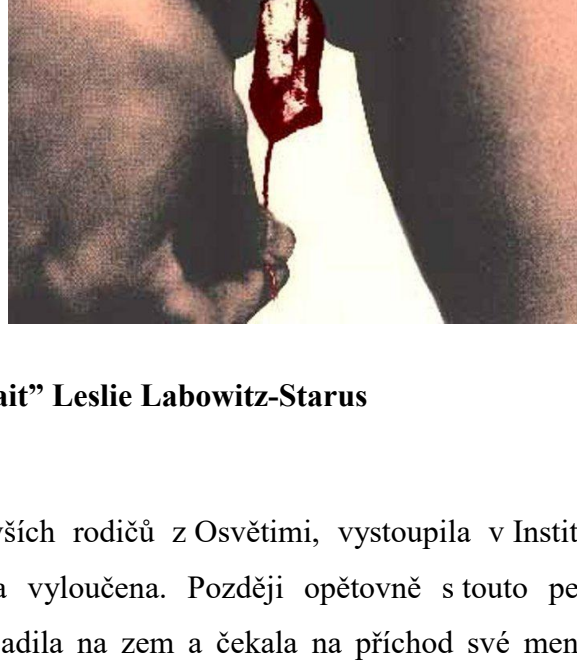 ait” Leslie Labowitz-Starus
vších rodičů z Osvětimi, vystoupila v Instit
a vyloučena. Později opětovně s touto pe
adila na zem a čekala na příchod své men